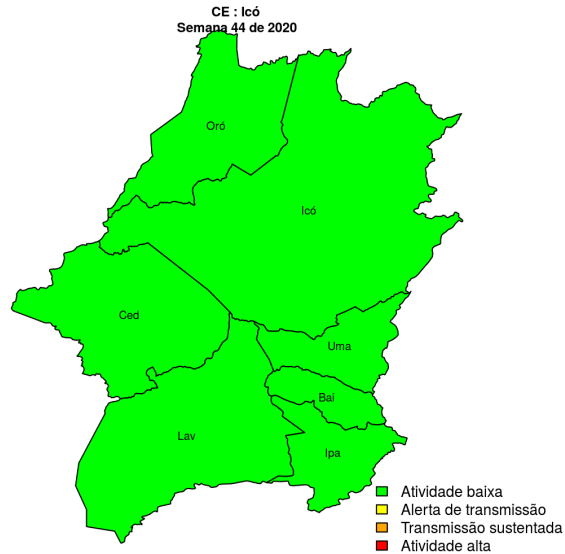 CE : Icó
Semana 44 de 2020
Oró
Icó
Ced
Uma
Bai
Lav
Ipa
Atividade baixa
Alerta de transmissão
Transmissão sustentada
Atividade alta